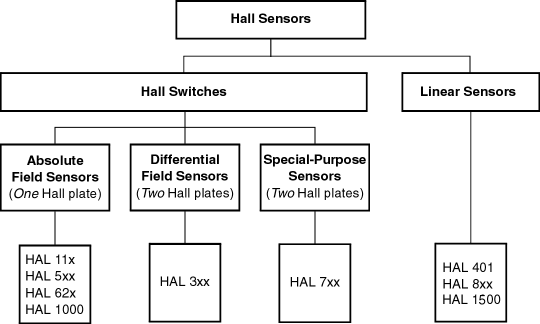 Hall Sensors
Hall Switches
Linear Sensors
Absolute
Field Sensors
(One Hall plate)
Differential
Field Sensors
(Two Hall plates)
Special-Purpose
Sensors
(Two Hall plates)
HAL 11x
HAL 5xx
HAL 62x
HAL 1000
HAL 3xx
HAL 7xx
HAL 401
HAL 8xx
HAL 1500